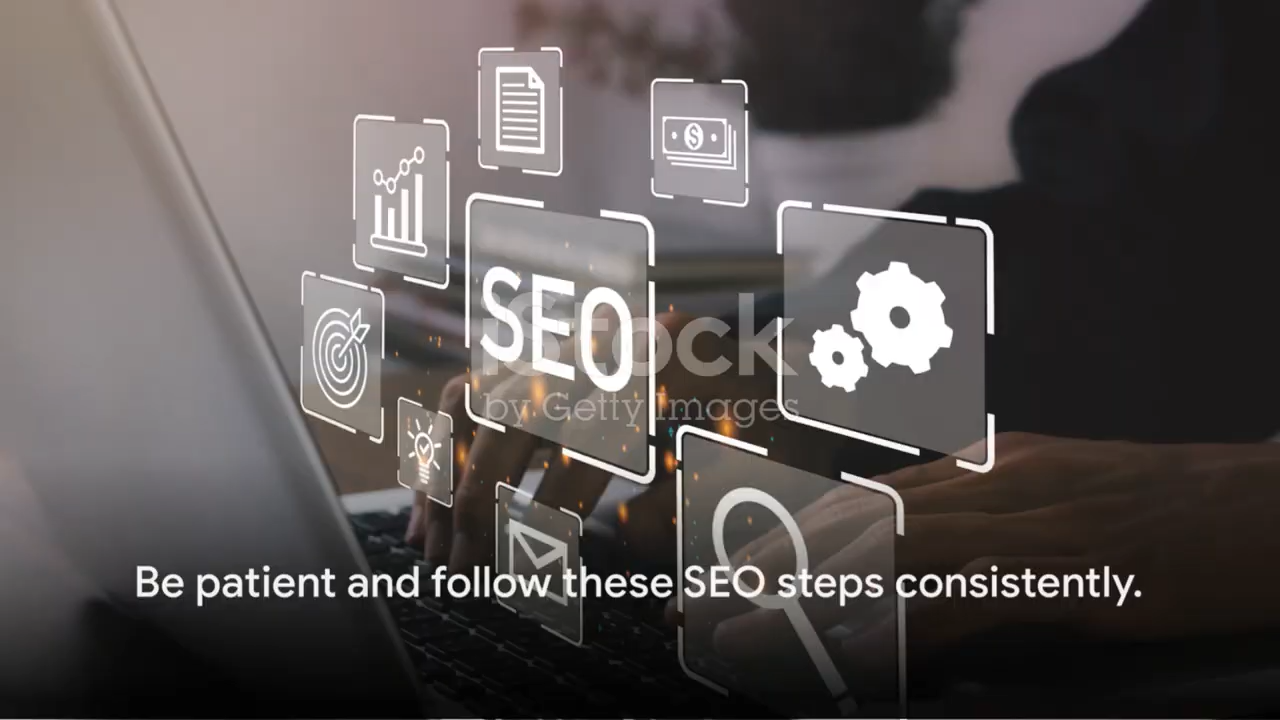 SEO
iStock
by Getty Images
Be patient and follow these SEO steps consistently.